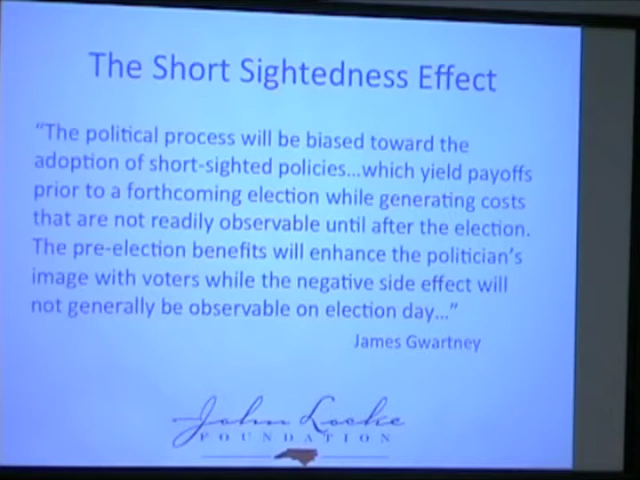 The Short Sightedness Effect
“The political process will be biased toward the
adoption of short-sighted policies...which yield payoffs
prior to a forthcoming election while generating costs
that are not readily observable until after the election.
The pre-election benefits will enhance the politician’s
image with voters while the negative side effect will
not generally be observable on election day...”
James Gwartney
John Locke
FOUNDATION